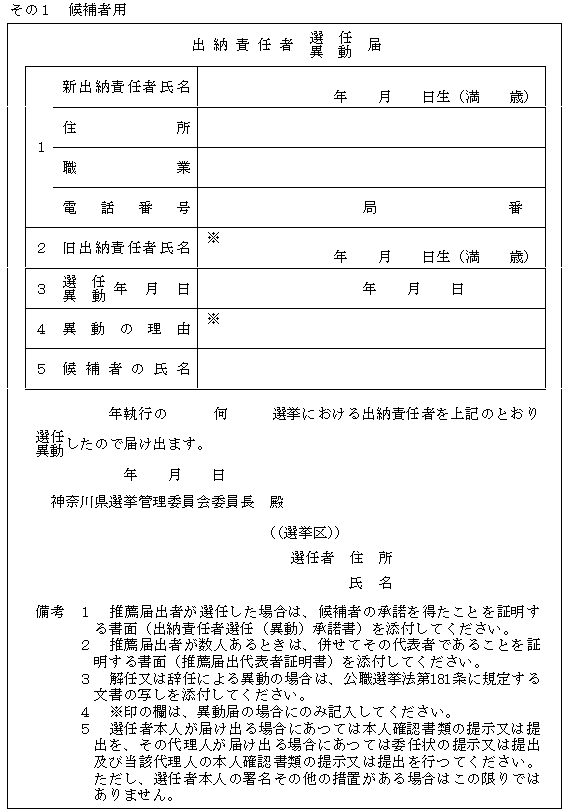 その１　候補者用
出納責任者　選任
異動　届
新出納責任者氏名
年　　月　　日生（満　　歳）
１
住　　　　　　所
職　　　　　　業
電　話　番　号
局　　　　　　　　番
２　旧出納責任者氏名
※
年　　月　　日生（満　　歳）
３　選任
異動　年　月　日
年　　月　　日
４　異動の理由
※
５　候補者の氏名
年執行の　　　何　　　選挙における出納責任者を上記のとおり
選任
異動したので届け出ます。
年　　月　　日
神奈川県選挙管理委員会委員長　殿
（（選挙区））
選任者　住　所
氏　名
備考　１　推薦届出者が選任した場合は、候補者の承諾を得たことを証明す
る書面（出納責任者選任（異動）承諾書）を添付してください。
２　推薦届出者が数人あるときは、併せてその代表者であることを証
明する書面（推薦届出代表者証明書）を添付してください。
３　解任又は辞任による異動の場合は、公職選挙法第181条に規定する
文書の写しを添付してください。
４　※印の欄は、異動届の場合にのみ記入してください。
５　選任者本人が届け出る場合にあつては本人確認書類の提示又は提
出を、その代理人が届け出る場合にあつては委任状の提示又は提出
及び当該代理人の本人確認書類の提示又は提出を行つてください。
ただし、選任者本人の署名その他の措置がある場合はこの限りでは
ありません。